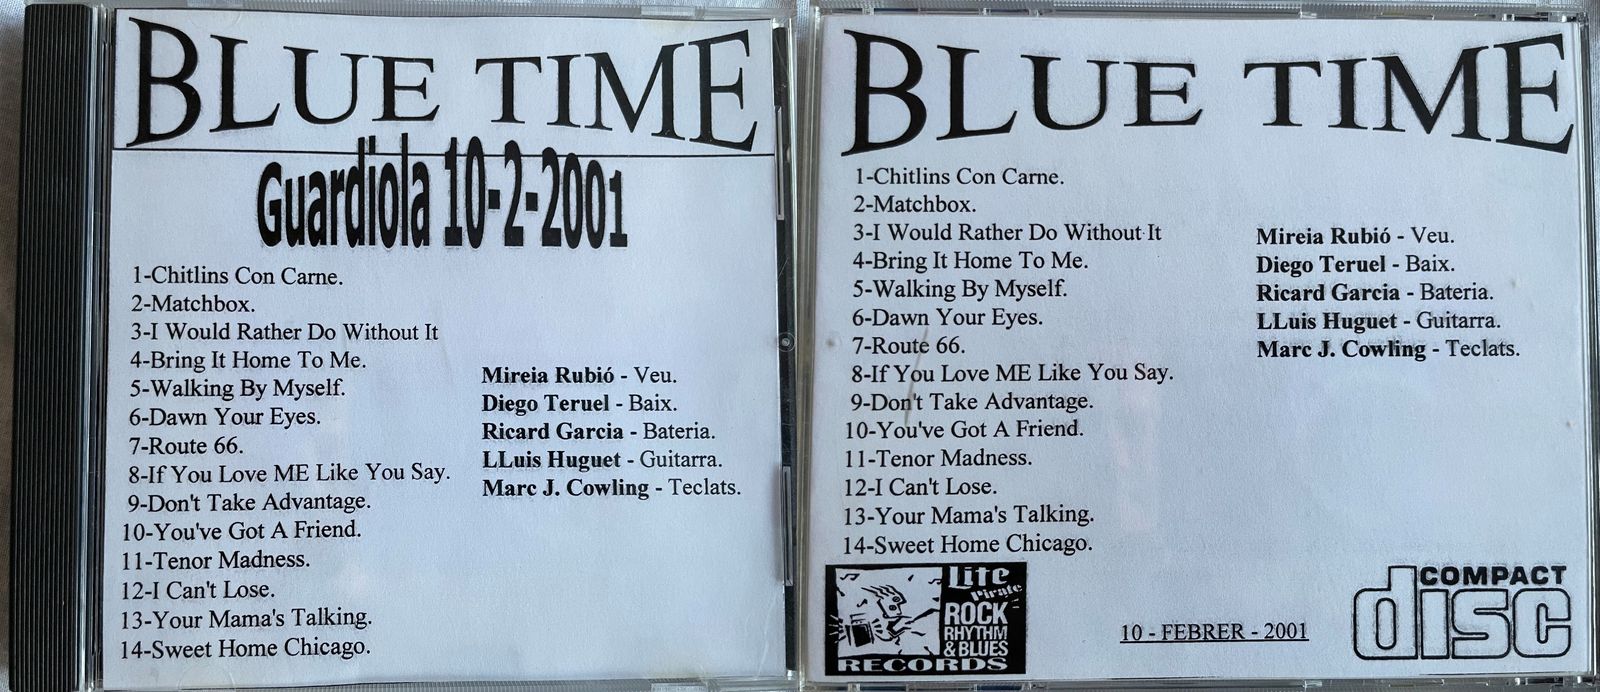 BLUE TIME
Guardiola 10-2-2001
1-Chitlins Con Carne.
2-Matchbox.
3-I Would Rather Do Without It
4-Bring It Home To Me.
5-Walking By Myself.
6-Dawn Your Eyes.
7-Route 66.
8-If You Love ME Like You Say.
9-Don't Take Advantage.
10-You've Got A Friend.
11-Tenor Madness.
12-I Can't Lose.
13-Your Mama's Talking.
14-Sweet Home Chicago.
Mireia Rubió - Veu.
Diego Teruel - Baix.
Ricard Garcia - Bateria.
LLuis Huguet - Guitarra.
Marc J. Cowling - Teclats.
BLUE TIME
1-Chitlins Con Carne.
2-Matchbox.
3-I Would Rather Do Without It
4-Bring It Home To Me.
5-Walking By Myself.
6-Dawn Your Eyes.
7-Route 66.
8-If You Love ME Like You Say.
9-Don't Take Advantage.
10-You've Got A Friend.
11-Tenor Madness.
12-I Can't Lose.
13-Your Mama's Talking.
14-Sweet Home Chicago.
Mireia Rubió - Veu.
Diego Teruel - Baix.
Ricard Garcia - Bateria.
LLuis Huguet - Guitarra.
Marc J. Cowling - Teclats.
Lite
Pirate
ROCK
RHYTHM
& BLUES
RECORDS
10 - FEBRER - 2001
COMPACT
disc